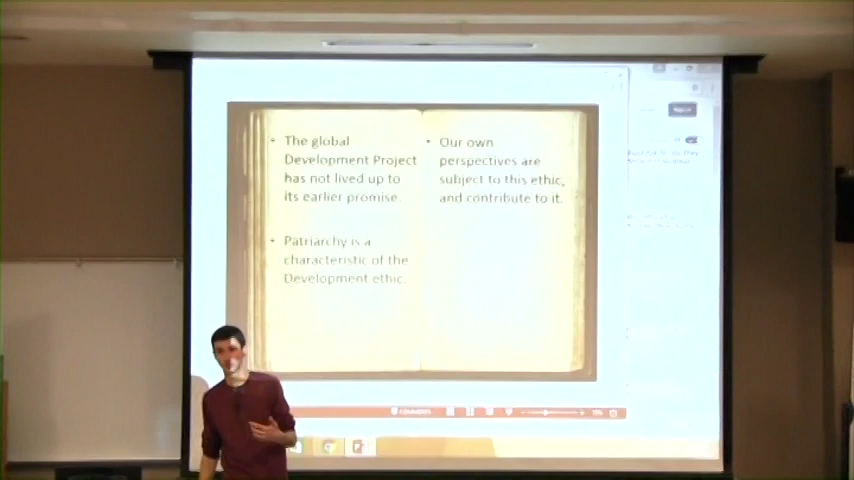 • The global
Development Project
has not lived up to
its earlier promise.
• Patriarchy is a
characteristic of the
Development ethic.
• Our own
perspectives are
subject to this ethic,
and contribute to it.
COMMENTS